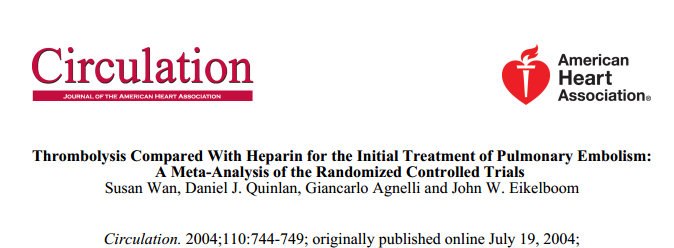 Circulation
JOURNAL OF THE AMERICAN HEART ASSOCIATION
American
Heart
Association®
Thrombolysis Compared With Heparin for the Initial Treatment of Pulmonary Embolism:
A Meta-Analysis of the Randomized Controlled Trials
Susan Wan, Daniel J. Quinlan, Giancarlo Agnelli and John W. Eikelboom
Circulation. 2004;110:744-749; originally published online July 19, 2004;